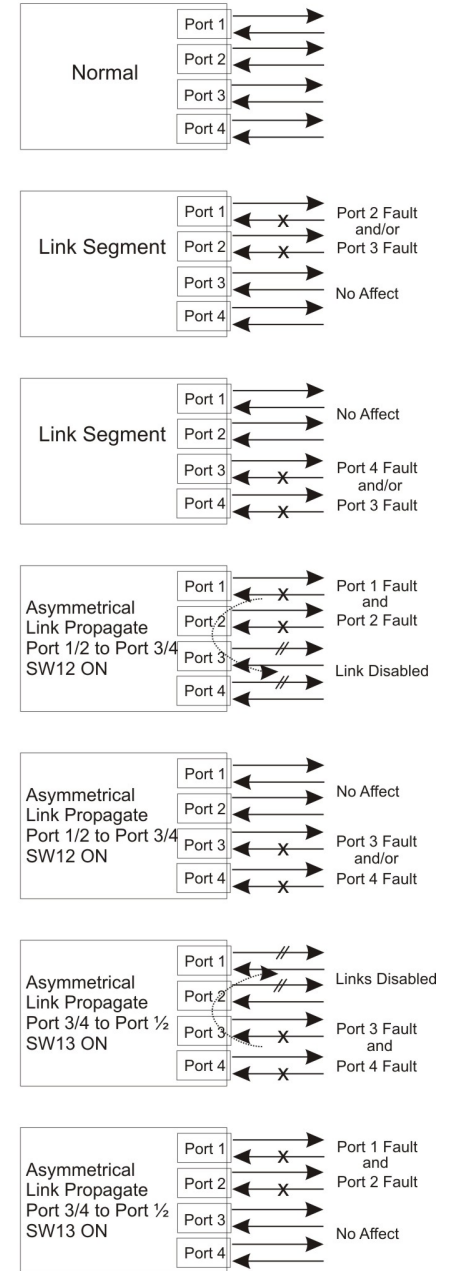 Normal
Port 1
Port 2
Port 3
Port 4
Link Segment
Port 1
Port 2
Port 3
Port 4
Port 2 Fault
and/or
Port 3 Fault
No Affect
Link Segment
Port 1
Port 2
Port 3
Port 4
No Affect
Port 4 Fault
and/or
Port 3 Fault
Asymmetrical
Link Propagate
Port 1/2 to Port 3/4
SW12 ON
Port 1
Port 2
Port 3
Port 4
Port 1 Fault
and
Port 2 Fault
Link Disabled
Asymmetrical
Link Propagate
Port 1/2 to Port 3/4
SW12 ON
Port 1
Port 2
Port 3
Port 4
No Affect
Port 3 Fault
and/or
Port 4 Fault
Asymmetrical
Link Propagate
Port 3/4 to Port ½
SW13 ON
Port 1
Port 2
Port 3
Port 4
Links Disabled
Port 3 Fault
and
Port 4 Fault
Asymmetrical
Link Propagate
Port 3/4 to Port ½
SW13 ON
Port 1
Port 2
Port 3
Port 4
Port 1 Fault
and
Port 2 Fault
No Affect